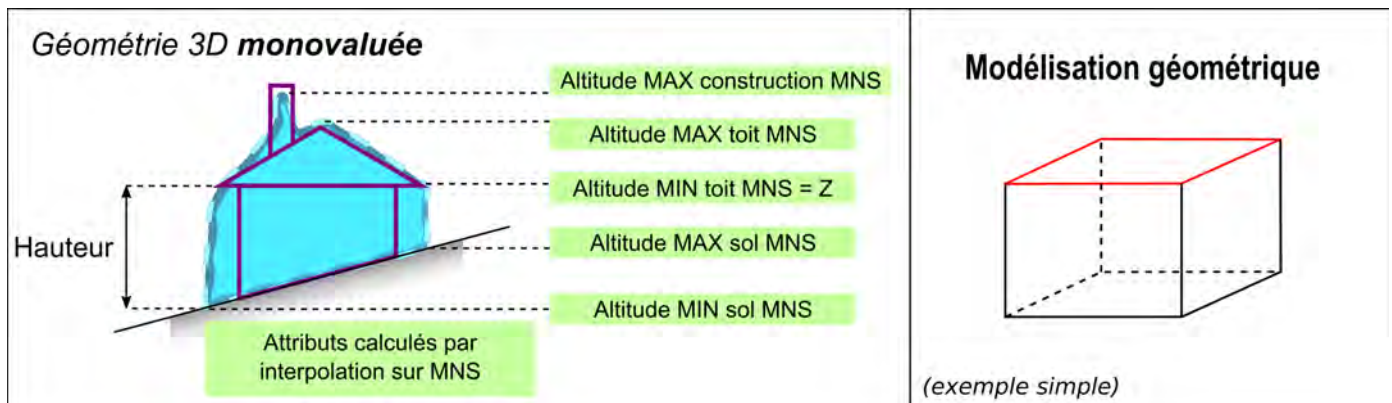 Géométrie 3D monovaluée
Altitude MAX construction MNS
Altitude MAX toit MNS
Altitude MIN toit MNS = Z
Hauteur
Altitude MAX sol MNS
Altitude MIN sol MNS
Attributs calculés par
interpolation sur MNS
Modélisation géométrique
(exemple simple)